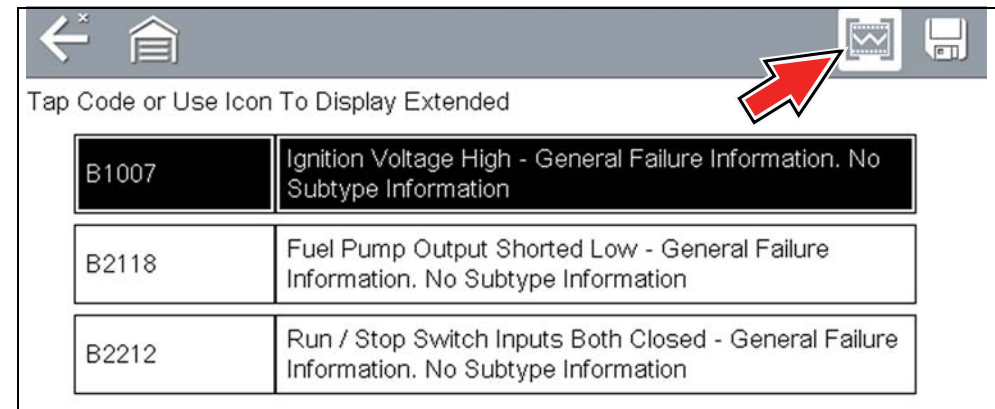 Tap Code or Use Icon To Display Extended
B1007
Ignition Voltage High - General Failure Information. No
Subtype Information
B2118
Fuel Pump Output Shorted Low - General Failure
Information. No Subtype Information
B2212
Run / Stop Switch Inputs Both Closed - General Failure
Information. No Subtype Information